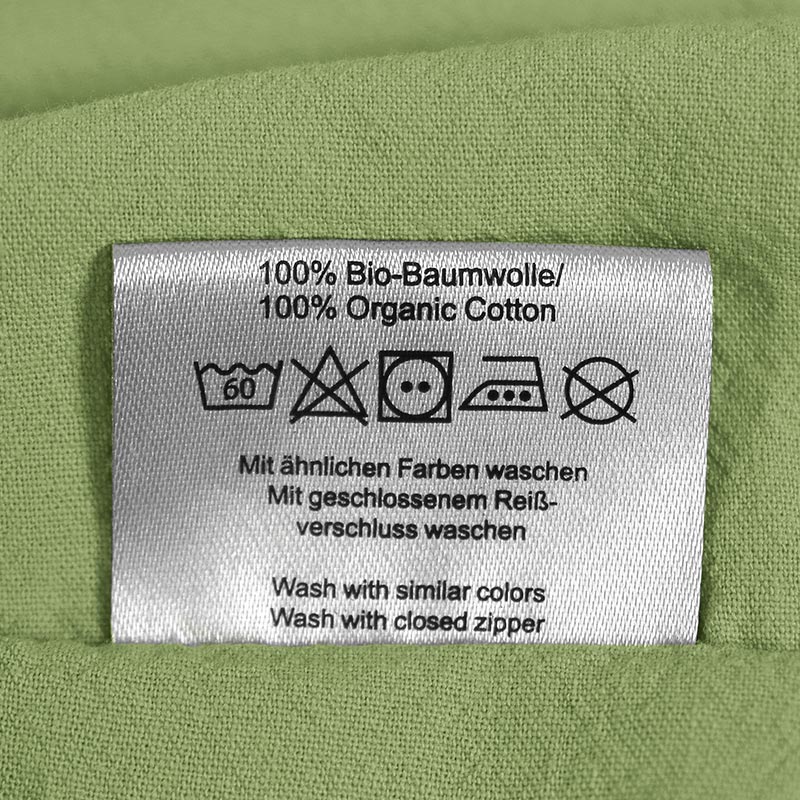 100% Bio-Baumwolle/
100% Organic Cotton
60
Mit ähnlichen Farben waschen
Mit geschlossenem Reiß-
verschluss waschen
Wash with similar colors
Wash with closed zipper